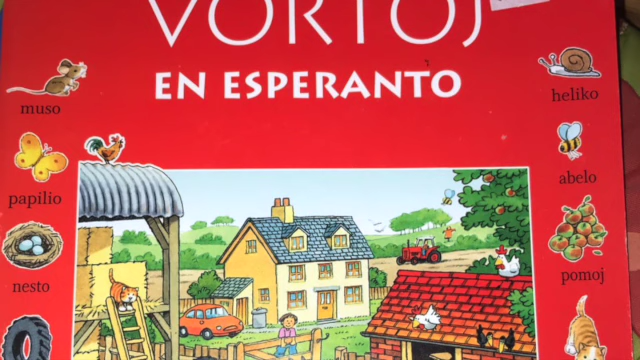 VORTOJ
EN ESPERANTO
muso
heliko
papilio
abelo
nesto
pomoj